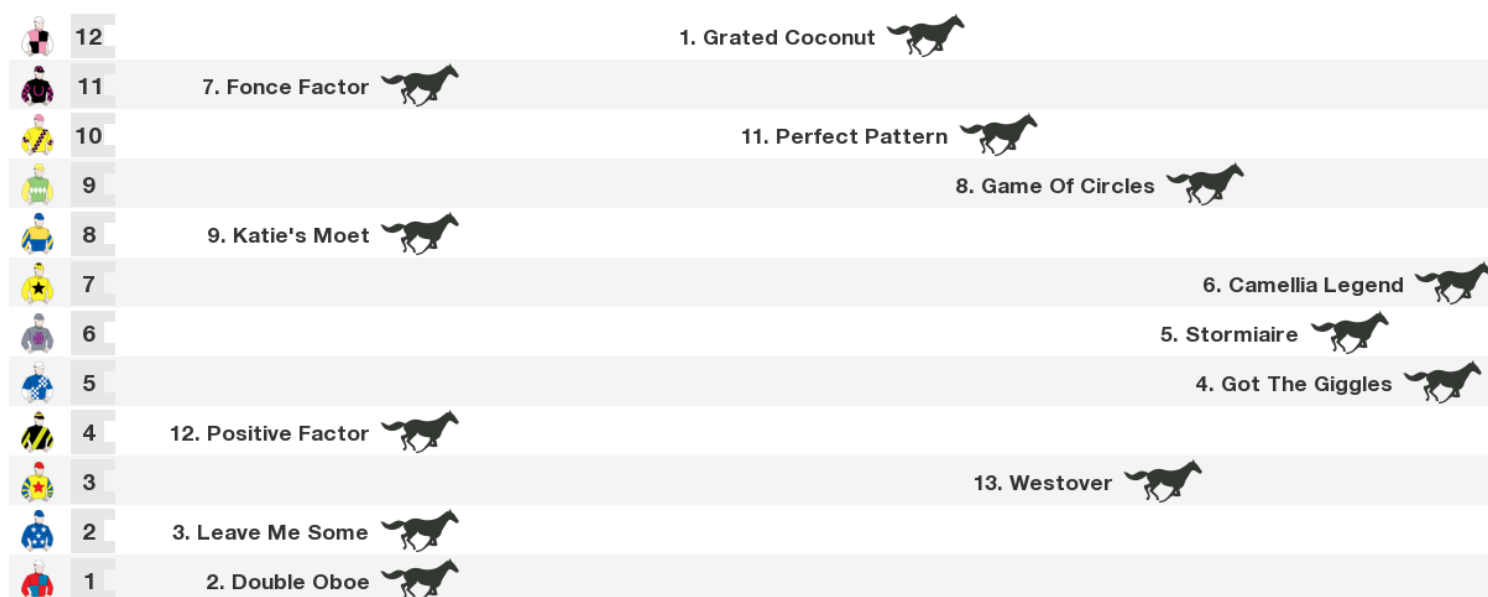 12 1. Grated Coconut
11 7. Fonce Factor
10 11. Perfect Pattern
9 8. Game Of Circles
8 9. Katie's Moet
7 6. Camellia Legend
6 5. Stormiaire
5 4. Got The Giggles
4 12. Positive Factor
3 13. Westover
2 3. Leave Me Some
1 2. Double Oboe